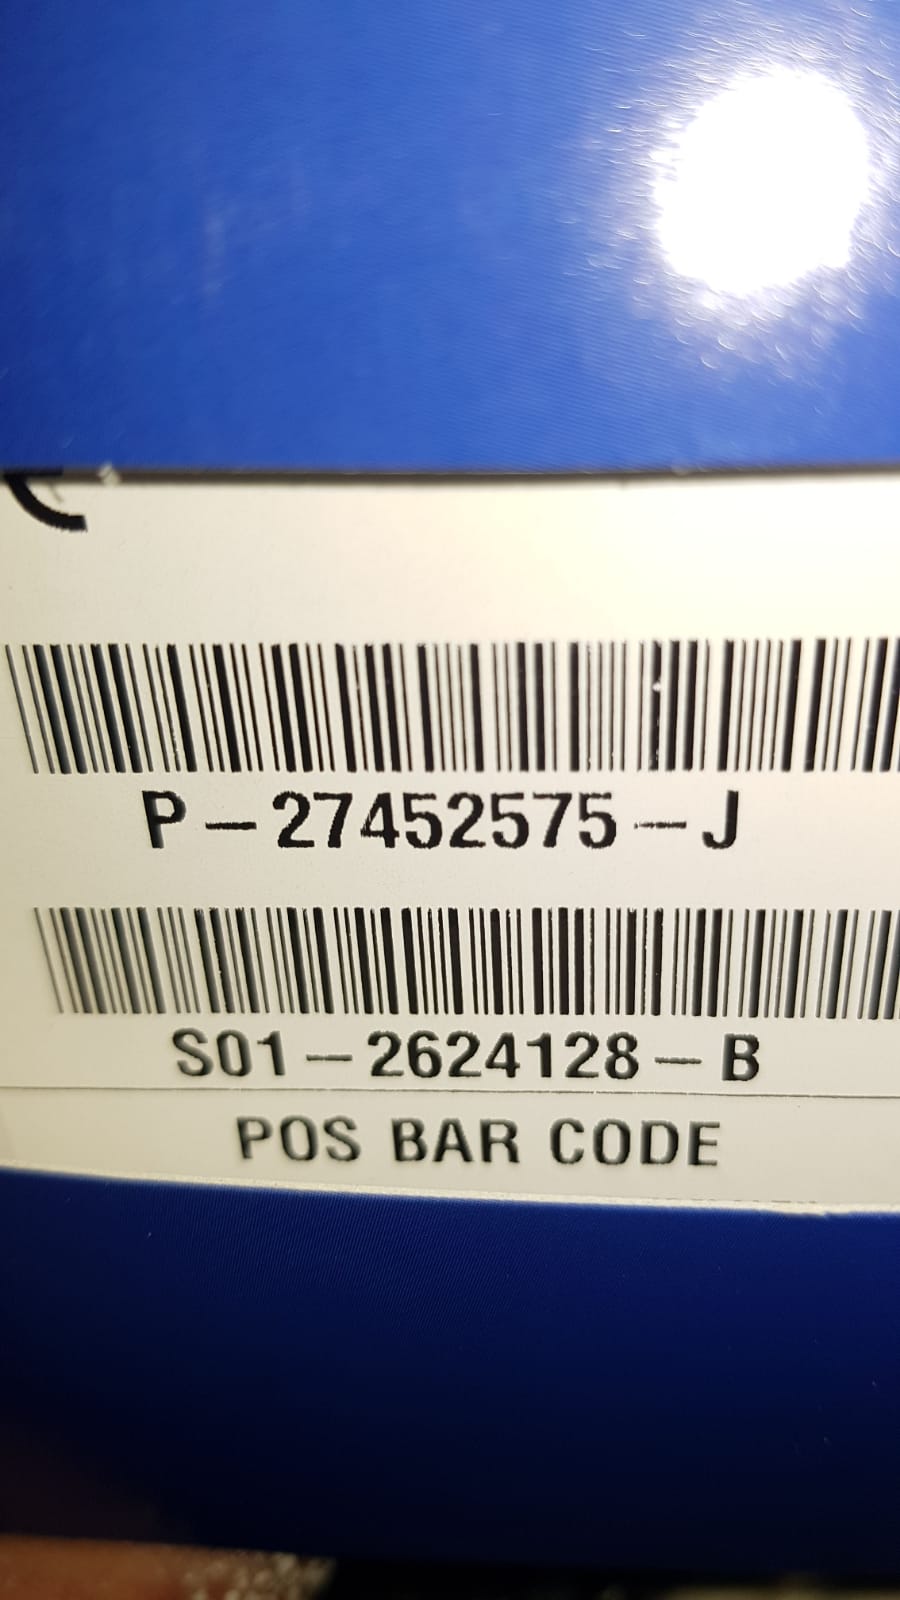 P-27452575-J
S01-2624128-B
POS BAR CODE